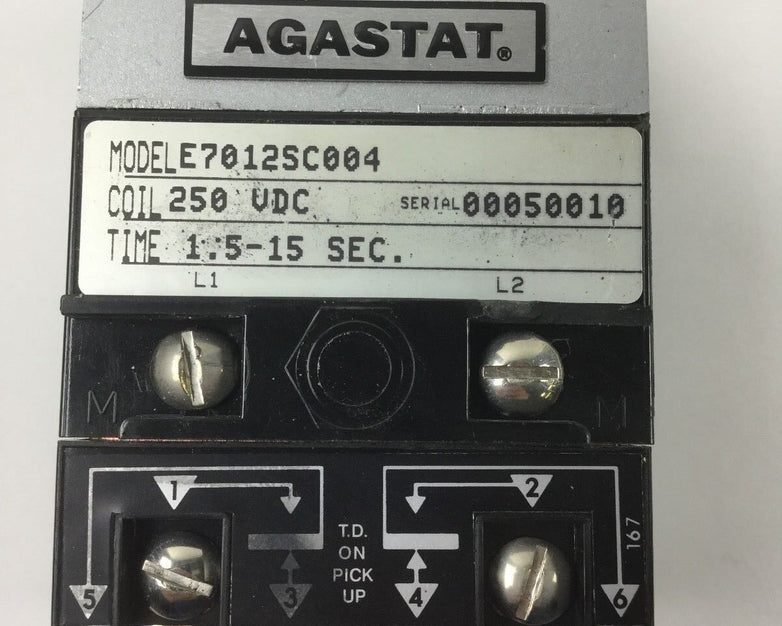 AGASTAT®
MODEL E7012SC004
COIL 250 VDC SERIAL 00050010
TIME 1.5-15 SEC.
L1 L2
M M
1 2
T.D.
ON
PICK
UP
167
5 3 4 6